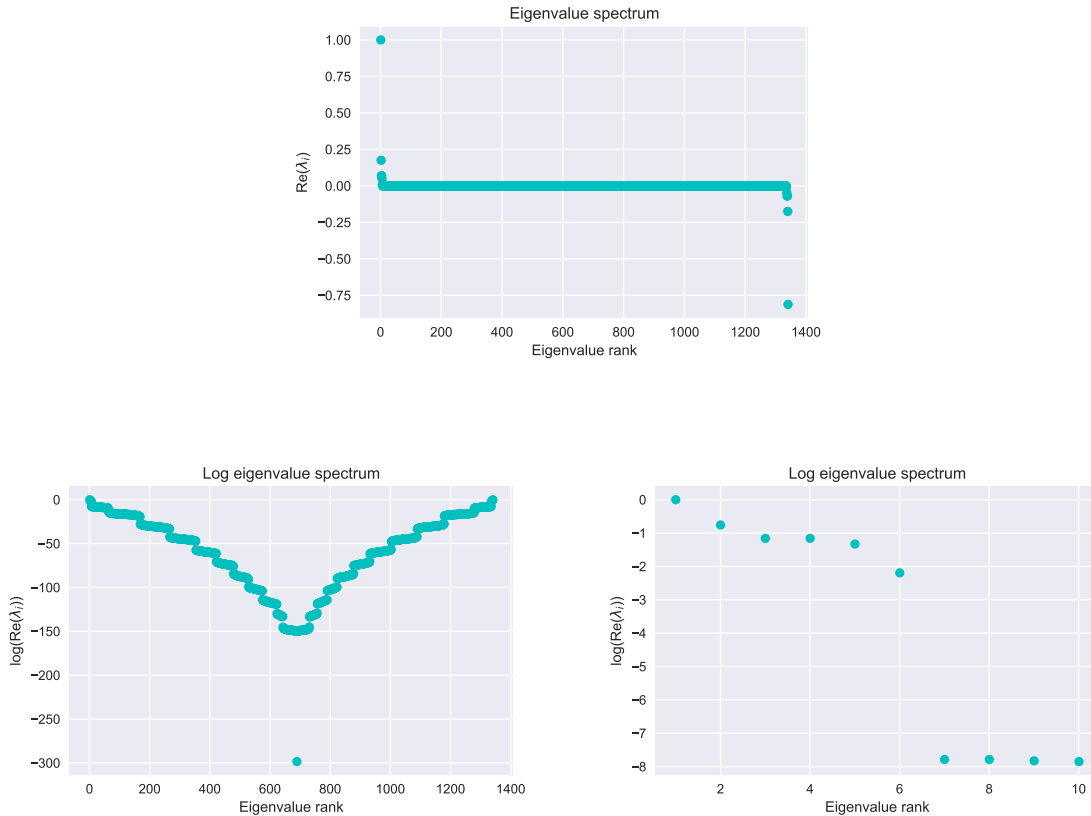 Eigenvalue spectrum
1.00
0.75
0.50
0.25
0.00
−0.25
−0.50
−0.75
Re(λᵢ)
0 200 400 600 800 1000 1200 1400
Eigenvalue rank
Log eigenvalue spectrum
0
−50
−100
−150
−200
−250
−300
log(Re(λᵢ))
0 200 400 600 800 1000 1200 1400
Eigenvalue rank
Log eigenvalue spectrum
0
−1
−2
−3
−4
−5
−6
−7
−8
log(Re(λᵢ))
2 4 6 8 10
Eigenvalue rank